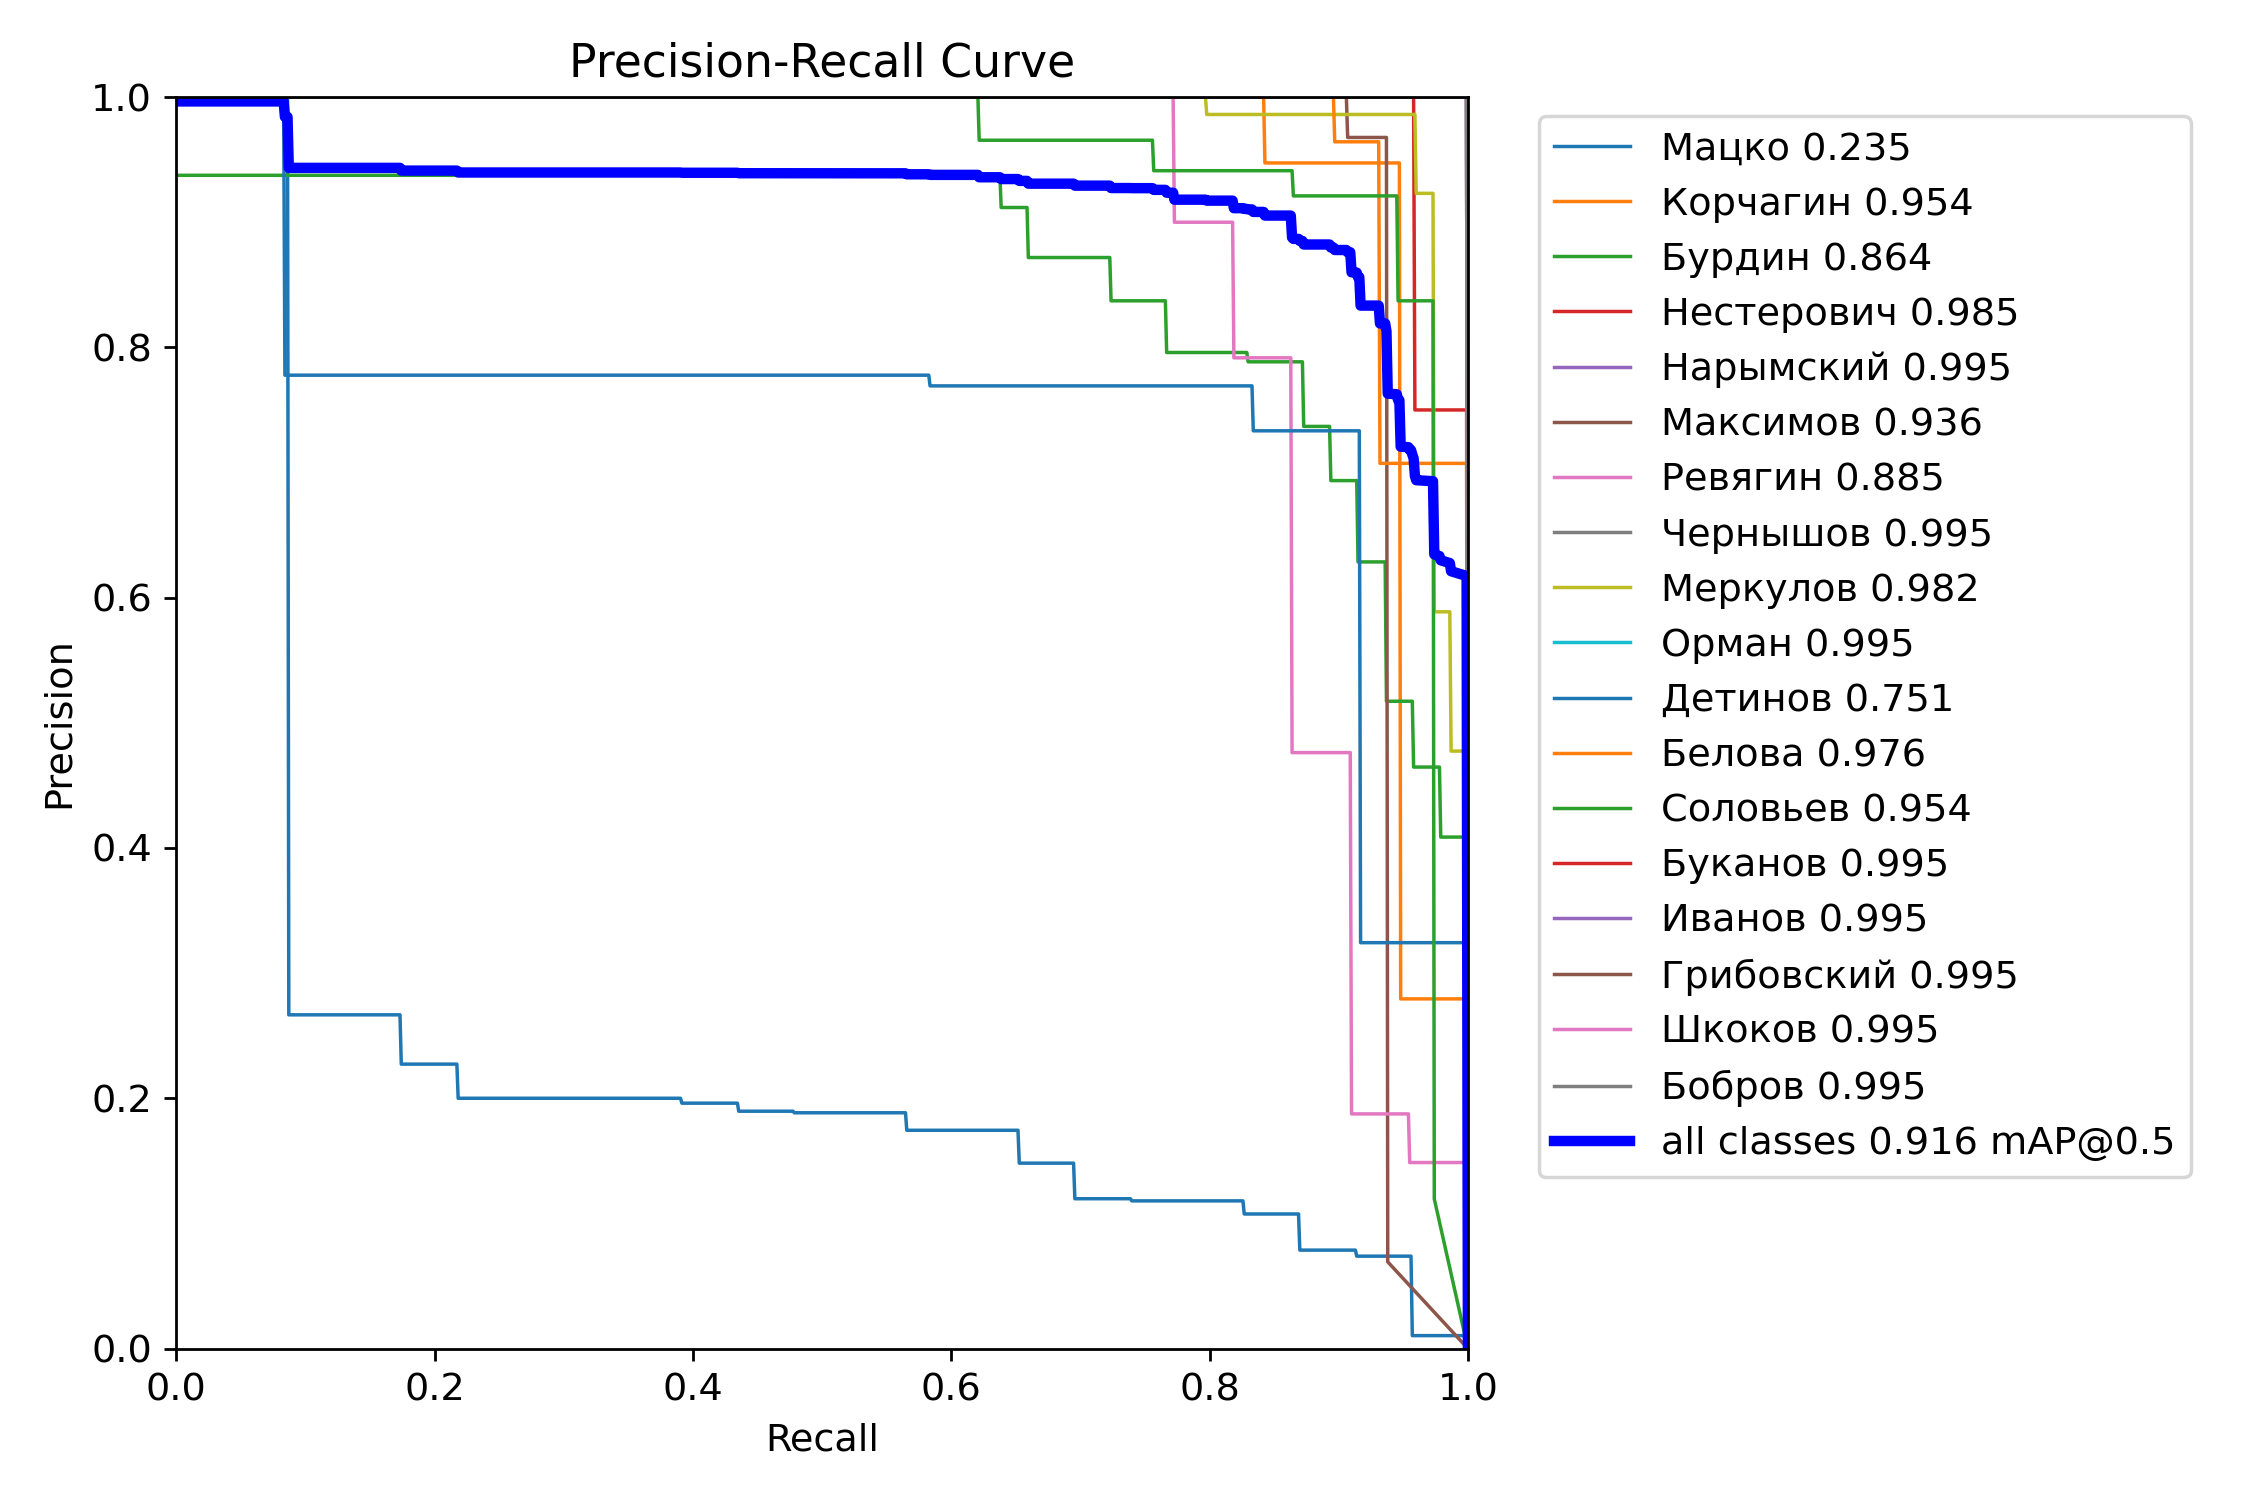 Precision-Recall Curve
1.0
0.8
0.6
0.4
0.2
0.0
Precision
0.0 0.2 0.4 0.6 0.8 1.0
Recall
Мацко 0.235
Корчагин 0.954
Бурдин 0.864
Нестерович 0.985
Нарымский 0.995
Максимов 0.936
Ревягин 0.885
Чернышов 0.995
Меркулов 0.982
Орман 0.995
Детинов 0.751
Белова 0.976
Соловьев 0.954
Буканов 0.995
Иванов 0.995
Грибовский 0.995
Шкоков 0.995
Бобров 0.995
all classes 0.916 mAP@0.5